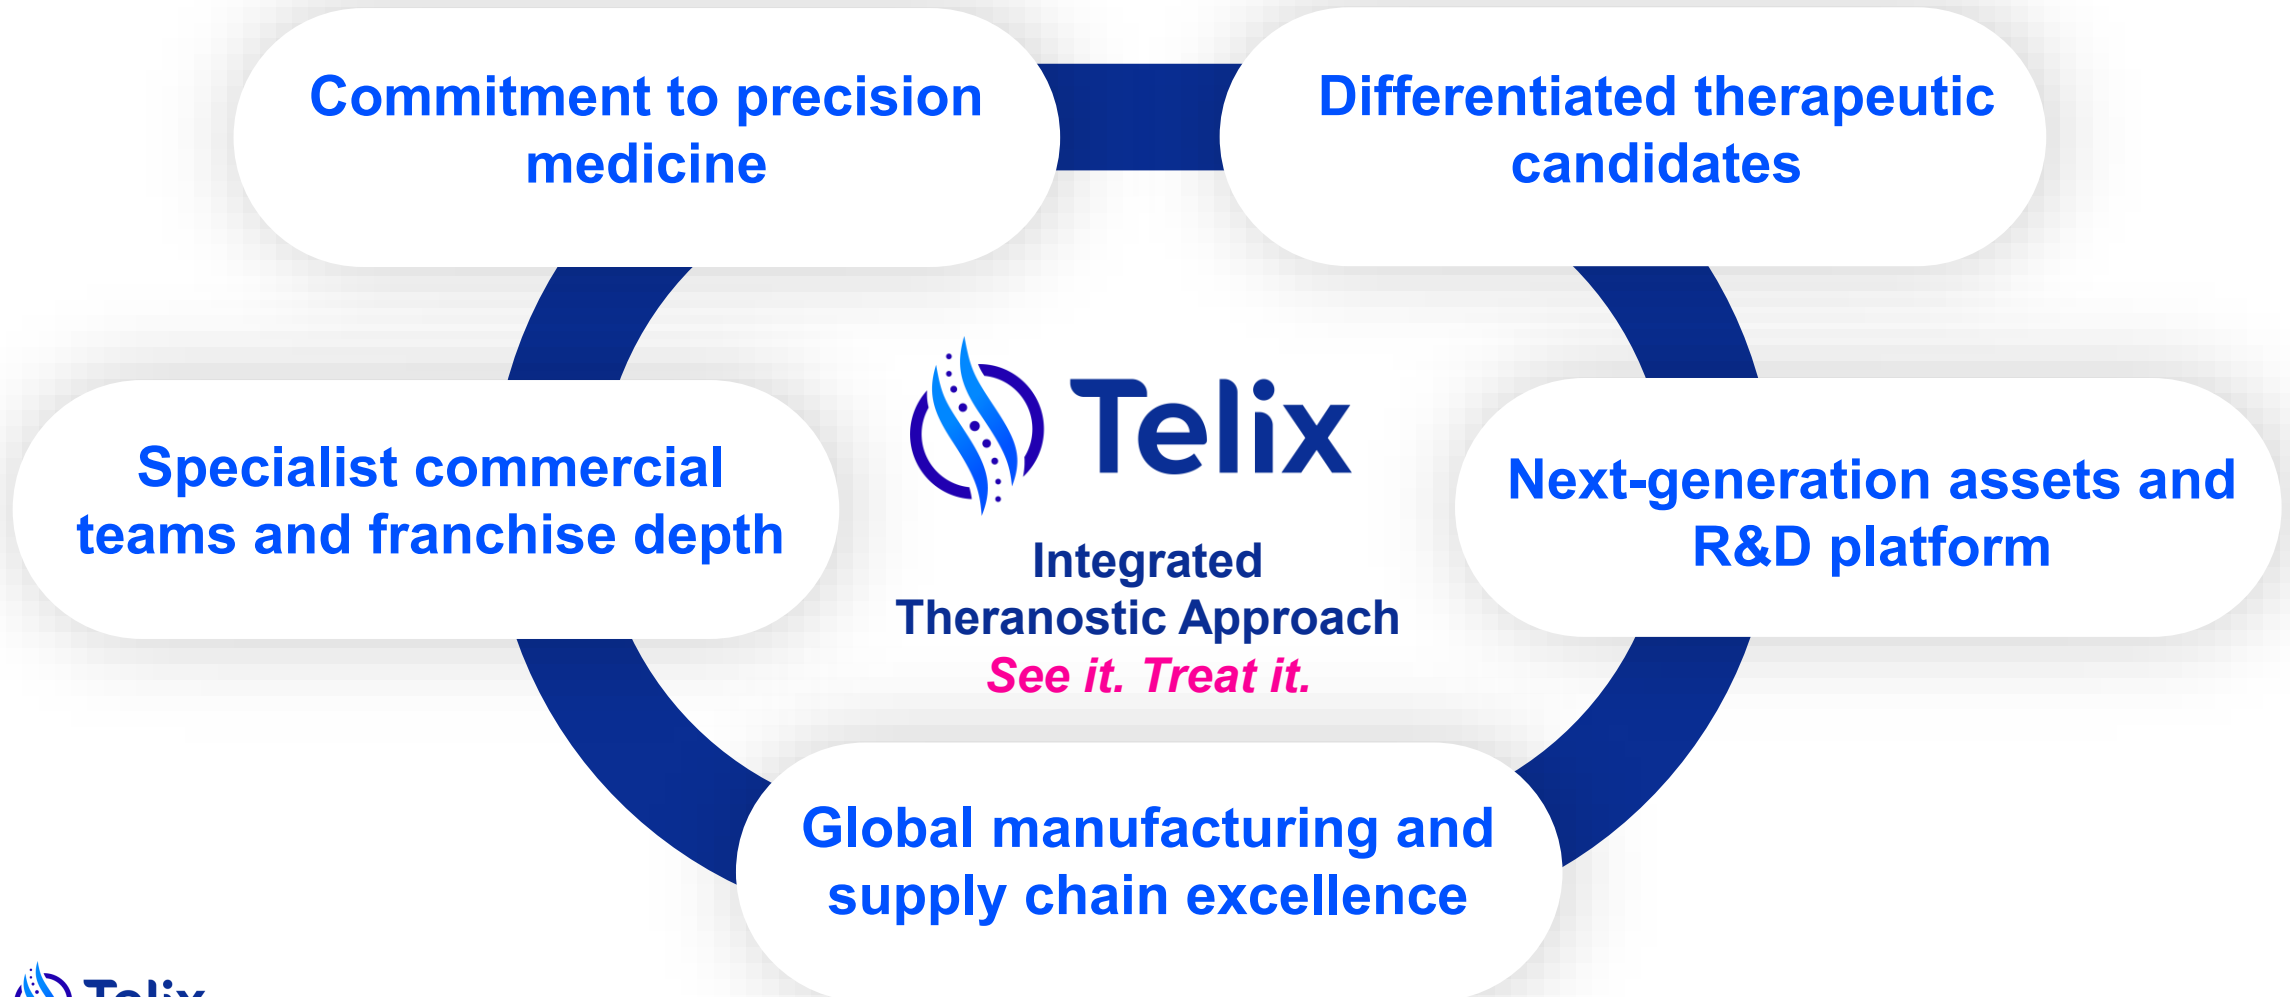 Commitment to precision
medicine
Differentiated therapeutic
candidates
Specialist commercial
teams and franchise depth
Telix
Integrated
Theranostic Approach
See it. Treat it.
Next-generation assets and
R&D platform
Global manufacturing and
supply chain excellence
Telix